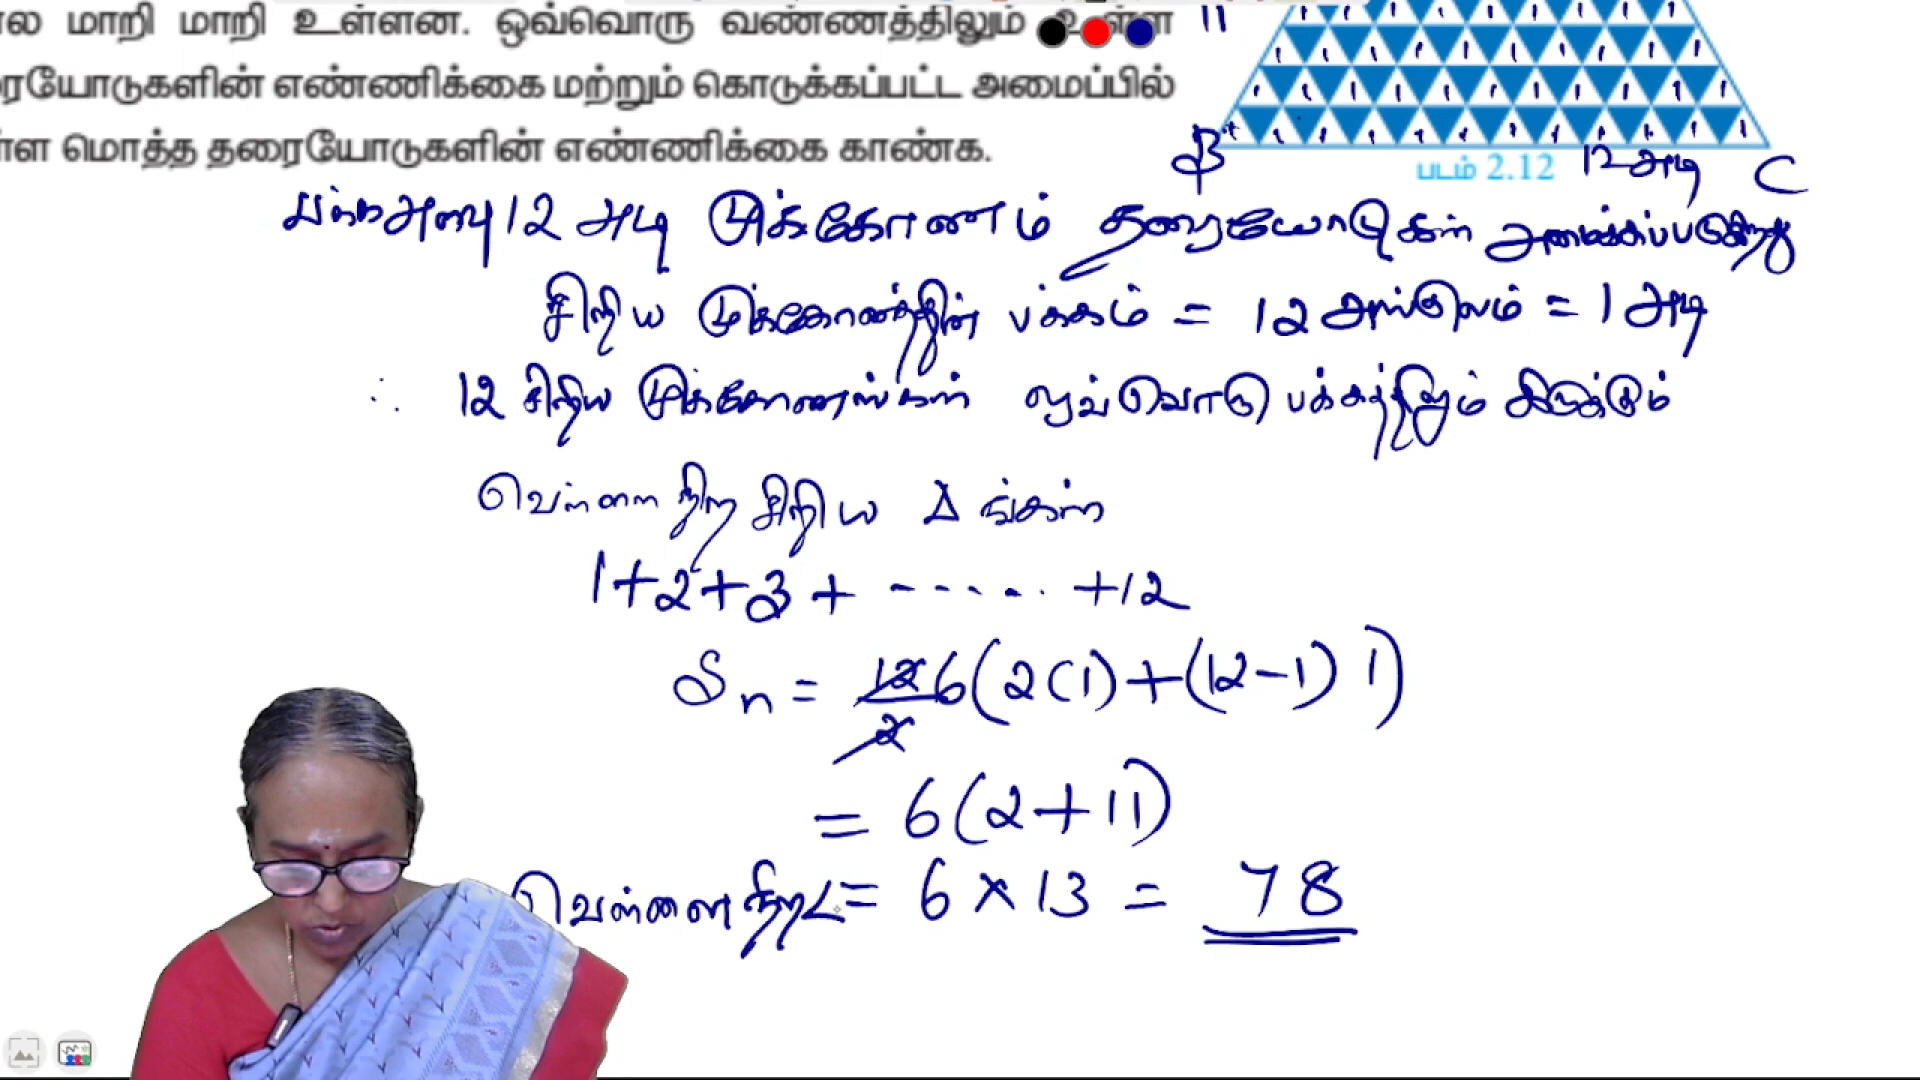 ல மாறி மாறி உள்ளன. ஒவ்வொரு வண்ணத்திலும் உள்ள
ரையோடுகளின் எண்ணிக்கை மற்றும் கொடுக்கப்பட்ட அமைப்பில்
ள்ள மொத்த தரையோடுகளின் எண்ணிக்கை காண்க.
11
B
படம் 2.12
12 அடி
C
பக்க அளவு 12 அடி முக்கோணம் தரையோடுகள் அமைக்கப்படுகிறது
சிறிய முக்கோணத்தின் பக்கம் = 12 அங்குலம் = 1 அடி
∴ 12 சிறிய முக்கோணங்கள் ஒவ்வொரு பக்கத்திலும் இருக்கும்
வெள்ளை நிற சிறிய Δ ங்கள்
1+2+3+ ------ +12
Sn = 12/2 6(2(1)+(12-1) 1)
= 6(2+11)
வெள்ளை நிற = 6 × 13 = 78